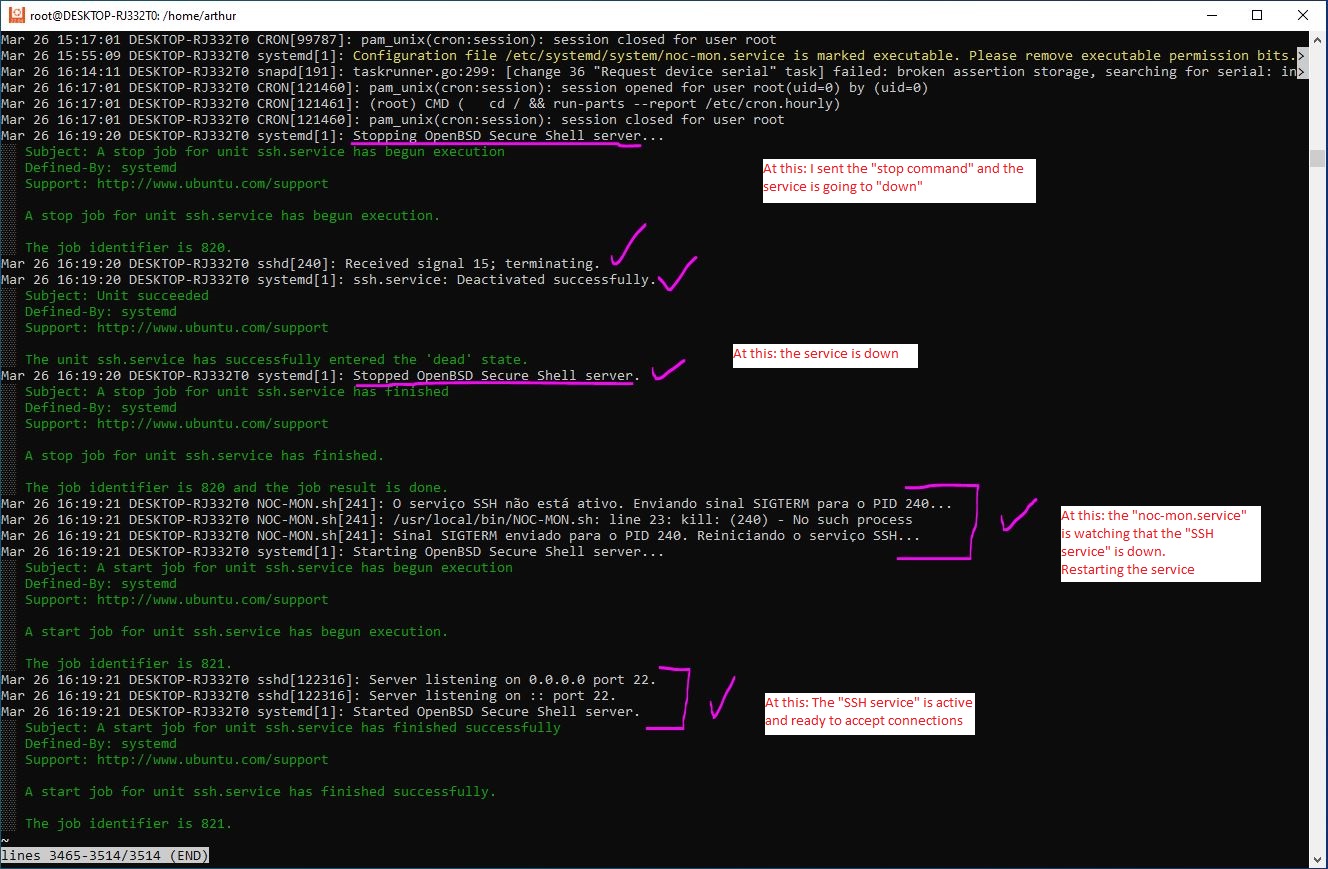 root@DESKTOP-RJ332T0: /home/arthur
Mar 26 15:17:01 DESKTOP-RJ332T0 CRON[99787]: pam_unix(cron:session): session closed for user root
Mar 26 15:55:09 DESKTOP-RJ332T0 systemd[1]: Configuration file /etc/systemd/system/noc-mon.service is marked executable. Please remove executable permission bits.>
Mar 26 16:14:11 DESKTOP-RJ332T0 snapd[191]: taskrunner.go:299: [change 36 "Request device serial" task] failed: broken assertion storage, searching for serial: in>
Mar 26 16:17:01 DESKTOP-RJ332T0 CRON[121460]: pam_unix(cron:session): session opened for user root(uid=0) by (uid=0)
Mar 26 16:17:01 DESKTOP-RJ332T0 CRON[121461]: (root) CMD (   cd / && run-parts --report /etc/cron.hourly)
Mar 26 16:17:01 DESKTOP-RJ332T0 CRON[121460]: pam_unix(cron:session): session closed for user root
Mar 26 16:19:20 DESKTOP-RJ332T0 systemd[1]: Stopping OpenBSD Secure Shell server...
Subject: A stop job for unit ssh.service has begun execution
Defined-By: systemd
Support: http://www.ubuntu.com/support
At this: I sent the "stop command" and the
service is going to "down"
A stop job for unit ssh.service has begun execution.
The job identifier is 820.
Mar 26 16:19:20 DESKTOP-RJ332T0 sshd[240]: Received signal 15; terminating.
Mar 26 16:19:20 DESKTOP-RJ332T0 systemd[1]: ssh.service: Deactivated successfully.
Subject: Unit succeeded
Defined-By: systemd
Support: http://www.ubuntu.com/support
The unit ssh.service has successfully entered the 'dead' state.
At this: the service is down
Mar 26 16:19:20 DESKTOP-RJ332T0 systemd[1]: Stopped OpenBSD Secure Shell server.
Subject: A stop job for unit ssh.service has finished
Defined-By: systemd
Support: http://www.ubuntu.com/support
A stop job for unit ssh.service has finished.
The job identifier is 820 and the job result is done.
Mar 26 16:19:21 DESKTOP-RJ332T0 NOC-MON.sh[241]: O serviço SSH não está ativo. Enviando sinal SIGTERM para o PID 240...
Mar 26 16:19:21 DESKTOP-RJ332T0 NOC-MON.sh[241]: /usr/local/bin/NOC-MON.sh: line 23: kill: (240) - No such process
Mar 26 16:19:21 DESKTOP-RJ332T0 NOC-MON.sh[241]: Sinal SIGTERM enviado para o PID 240. Reiniciando o serviço SSH...
Mar 26 16:19:21 DESKTOP-RJ332T0 systemd[1]: Starting OpenBSD Secure Shell server...
At this: the "noc-mon.service"
is watching that the "SSH
service" is down.
Restarting the service
Subject: A start job for unit ssh.service has begun execution
Defined-By: systemd
Support: http://www.ubuntu.com/support
A start job for unit ssh.service has begun execution.
The job identifier is 821.
Mar 26 16:19:21 DESKTOP-RJ332T0 sshd[122316]: Server listening on 0.0.0.0 port 22.
Mar 26 16:19:21 DESKTOP-RJ332T0 sshd[122316]: Server listening on :: port 22.
Mar 26 16:19:21 DESKTOP-RJ332T0 systemd[1]: Started OpenBSD Secure Shell server.
At this: The "SSH service" is active
and ready to accept connections
Subject: A start job for unit ssh.service has finished successfully
Defined-By: systemd
Support: http://www.ubuntu.com/support
A start job for unit ssh.service has finished successfully.
The job identifier is 821.
~
lines 3465-3514/3514 (END)